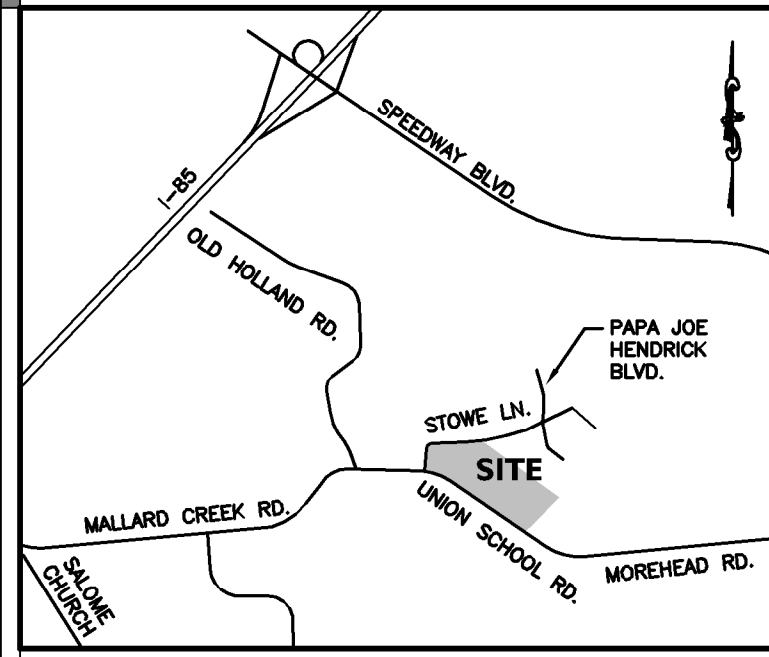 SPEEDWAY BLVD.
I-85
OLD HOLLAND RD.
PAPA JOE
HENDRICK
BLVD.
STOWE LN.
SITE
UNION SCHOOL RD.
MALLARD CREEK RD.
MOREHEAD RD.
SALOME
CHURCH